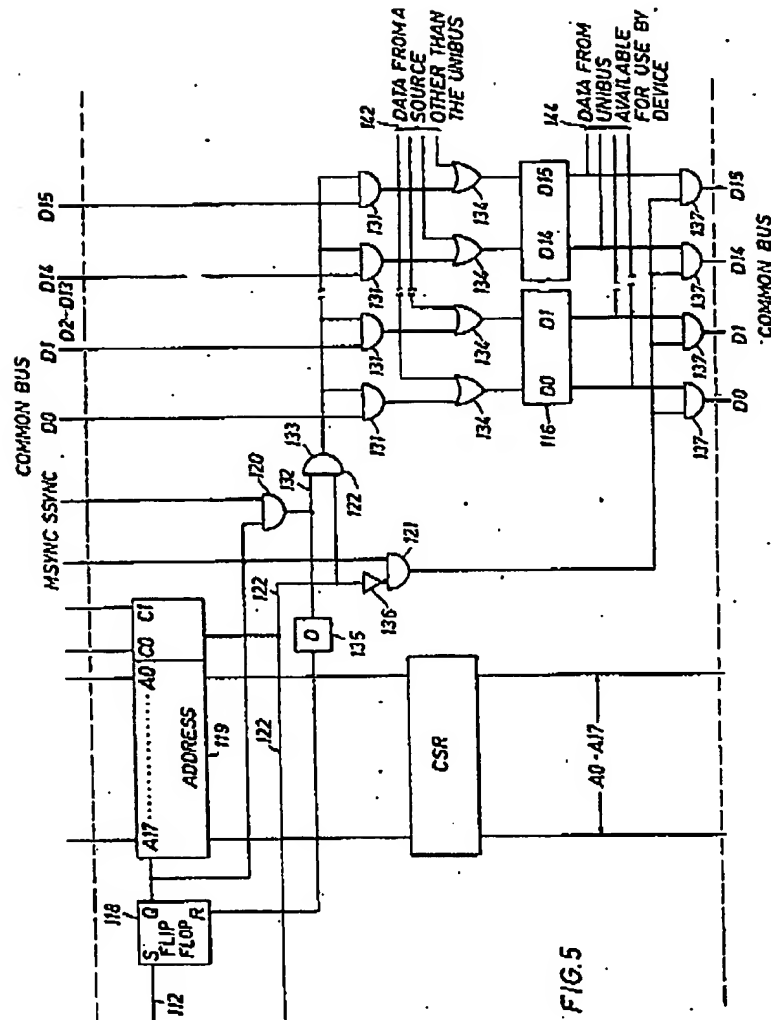 COMMON BUS
MSYNC SSYNC D0 D1 D2-D13 D14 D15
A17 ........... A0 C0 C1
ADDRESS
119
118
S Q
FLIP
FLOP R
112
122
122
120
132
133
122
121
136
D
135
131
131
131
131
142
DATA FROM A
SOURCE
OTHER THAN
THE UNIBUS
134
134
134
134
D0 D1 D14 D15
116
144
DATA FROM
UNIBUS
AVAILABLE
FOR USE BY
DEVICE
CSR
A0-A17
137
137
137
137
D0 D1 D14 D15
COMMON BUS
FIG.5